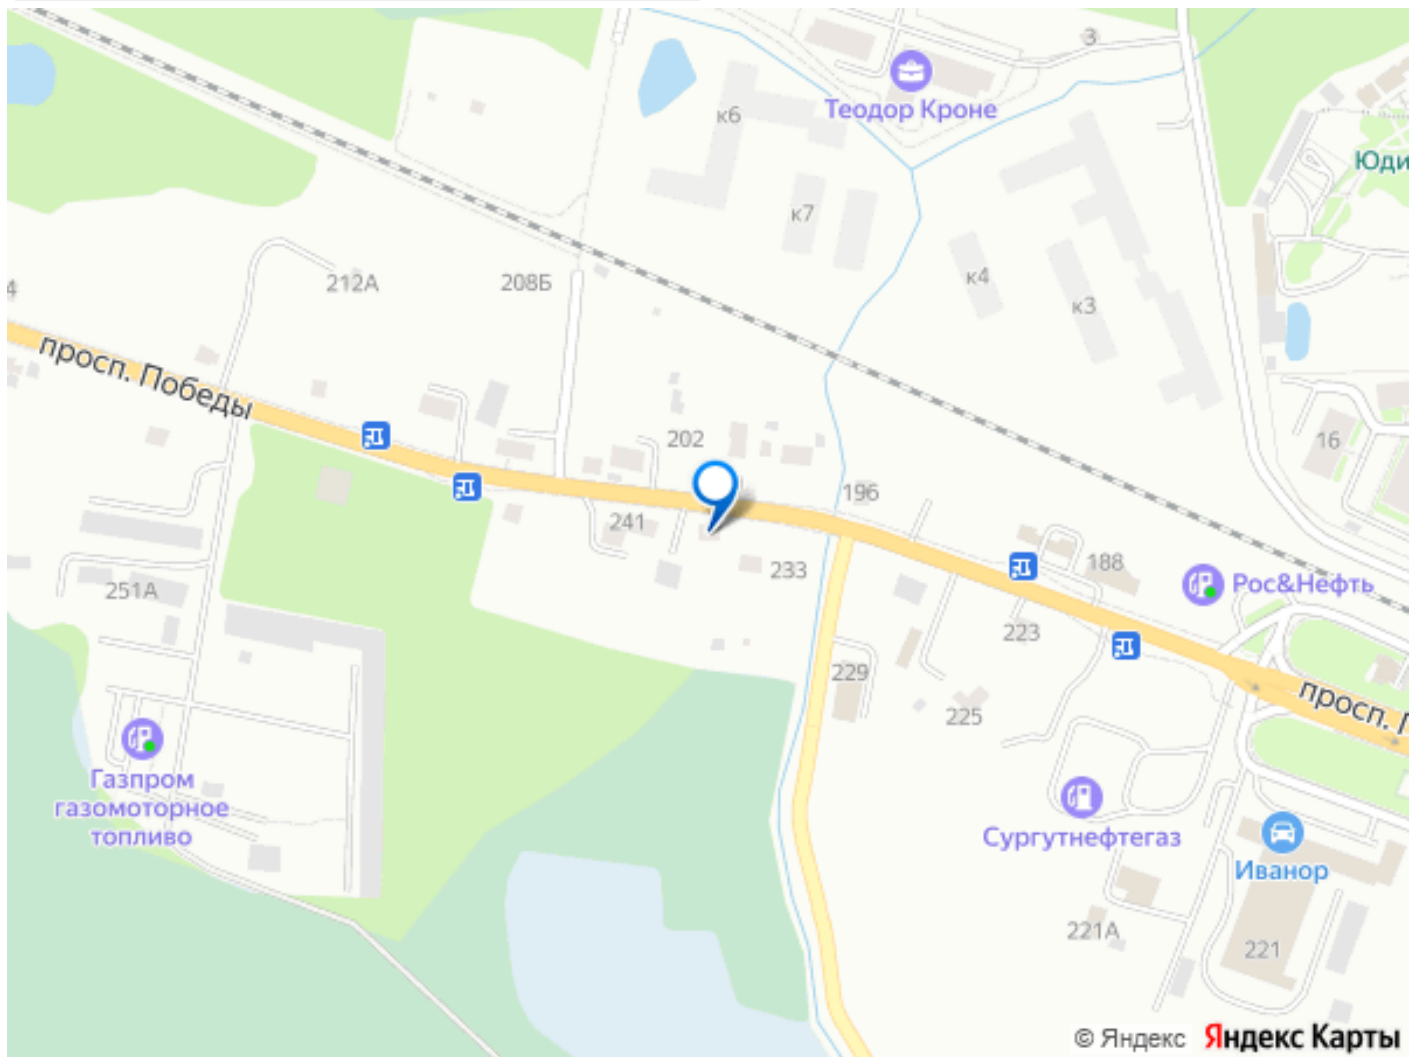 3
Теодор Кроне
к6
Юди
к7
к4
212А
208Б
4
к3
просп. Победы
16
202
196
241
233
188
Рос&Нефть
251А
223
229
просп. П
225
Газпром
газомоторное
топливо
Сургутнефтегаз
Иванор
221А
221
© Яндекс Яндекс Карты